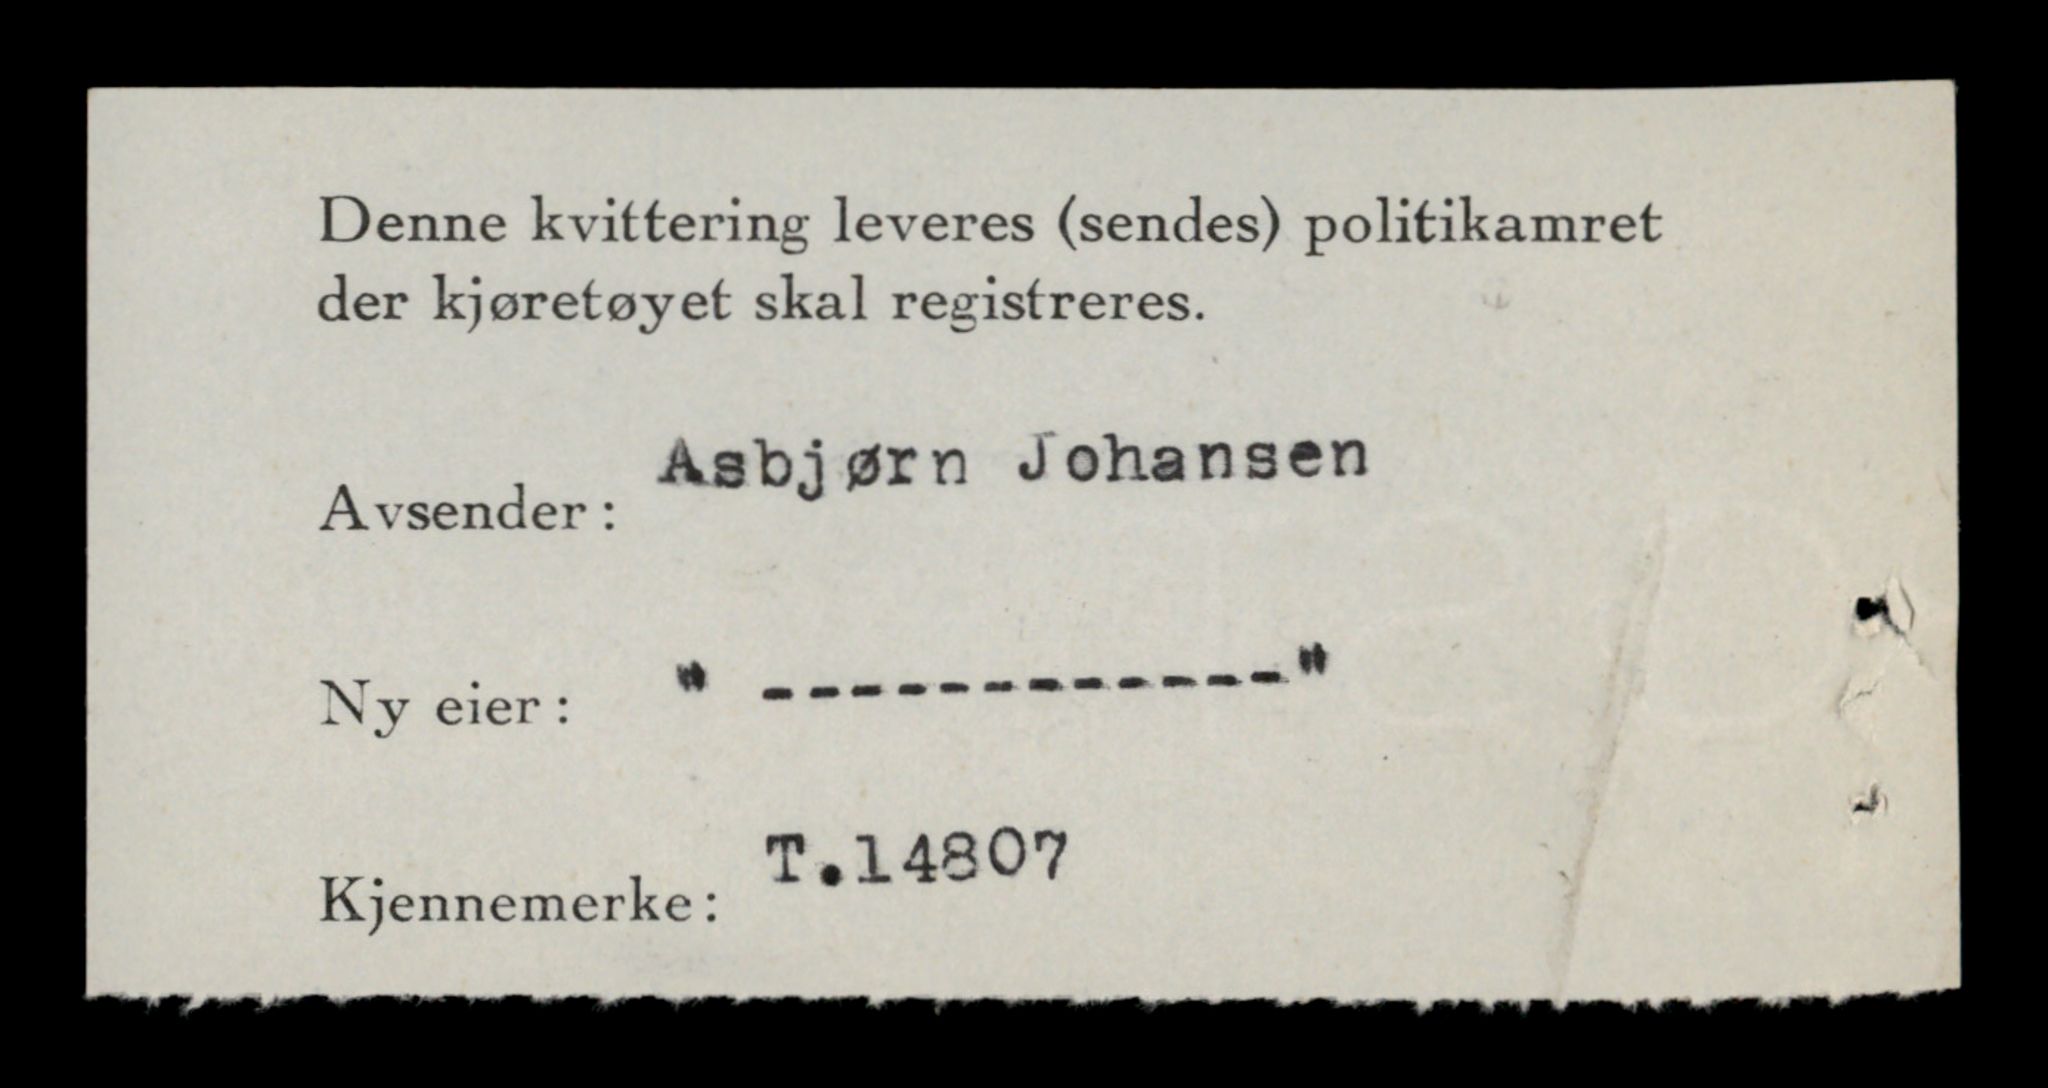 Denne kvittering leveres (sendes) politikamret
der kjøretøyet skal registreres.
Avsender: Asbjørn Johansen
Ny eier: " ------------"
Kjennemerke: T.14807